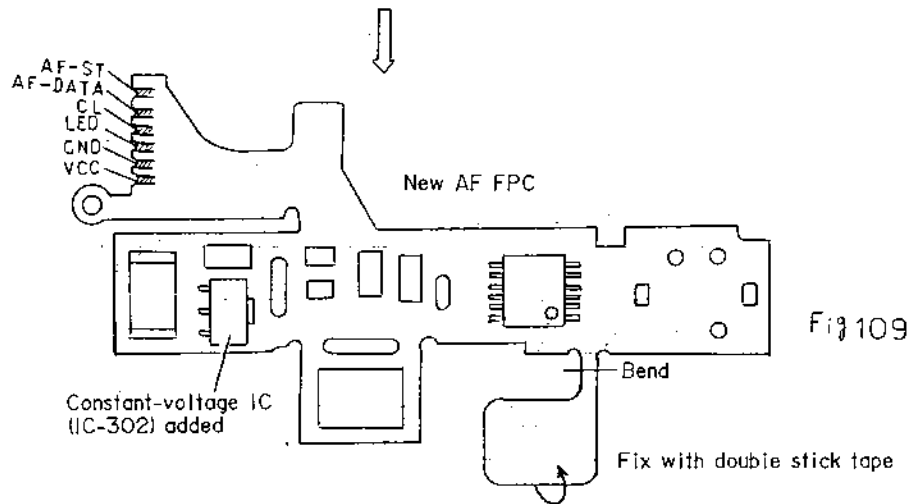 AF-ST
AF-DATA
CL
LED
GND
VCC
New AF FPC
Fig 109
Bend
Constant-voltage IC
(IC-302) added
Fix with double stick tape